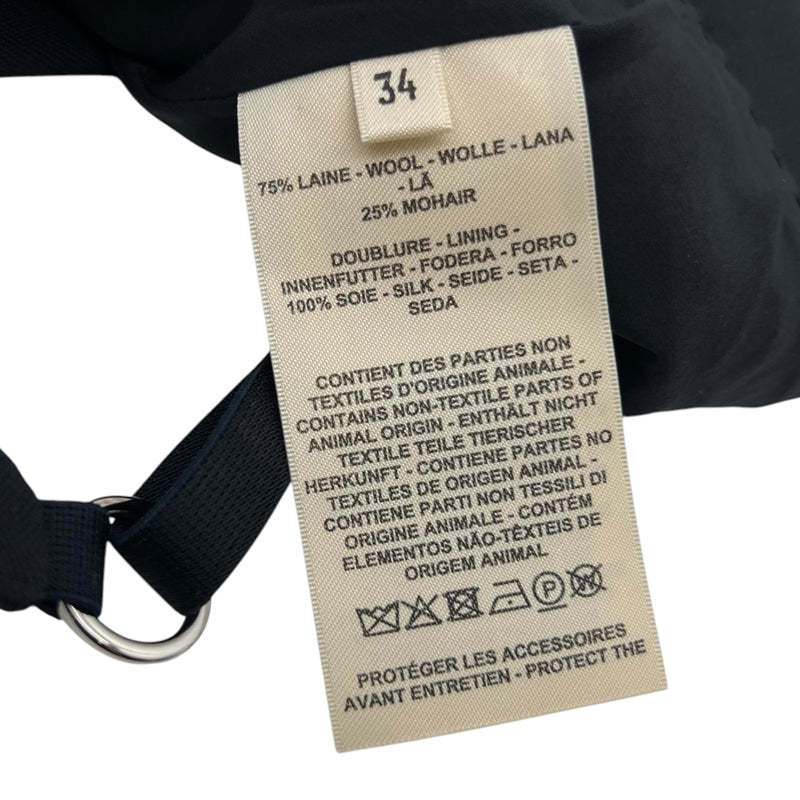 34
75% LAINE - WOOL - WOLLE - LANA
- LÃ
25% MOHAIR
DOUBLURE - LINING -
INNENFUTTER - FODERA - FORRO
100% SOIE - SILK - SEIDE - SETA -
SEDA
CONTIENT DES PARTIES NON
TEXTILES D'ORIGINE ANIMALE -
CONTAINS NON-TEXTILE PARTS OF
ANIMAL ORIGIN - ENTHÄLT NICHT
TEXTILE TEILE TIERISCHER
HERKUNFT - CONTIENE PARTES NO
TEXTILES DE ORIGEN ANIMAL -
CONTIENE PARTI NON TESSILI DI
ORIGINE ANIMALE - CONTÉM
ELEMENTOS NÃO-TÊXTEIS DE
ORIGEM ANIMAL
P
PROTÉGER LES ACCESSOIRES
AVANT ENTRETIEN - PROTECT THE